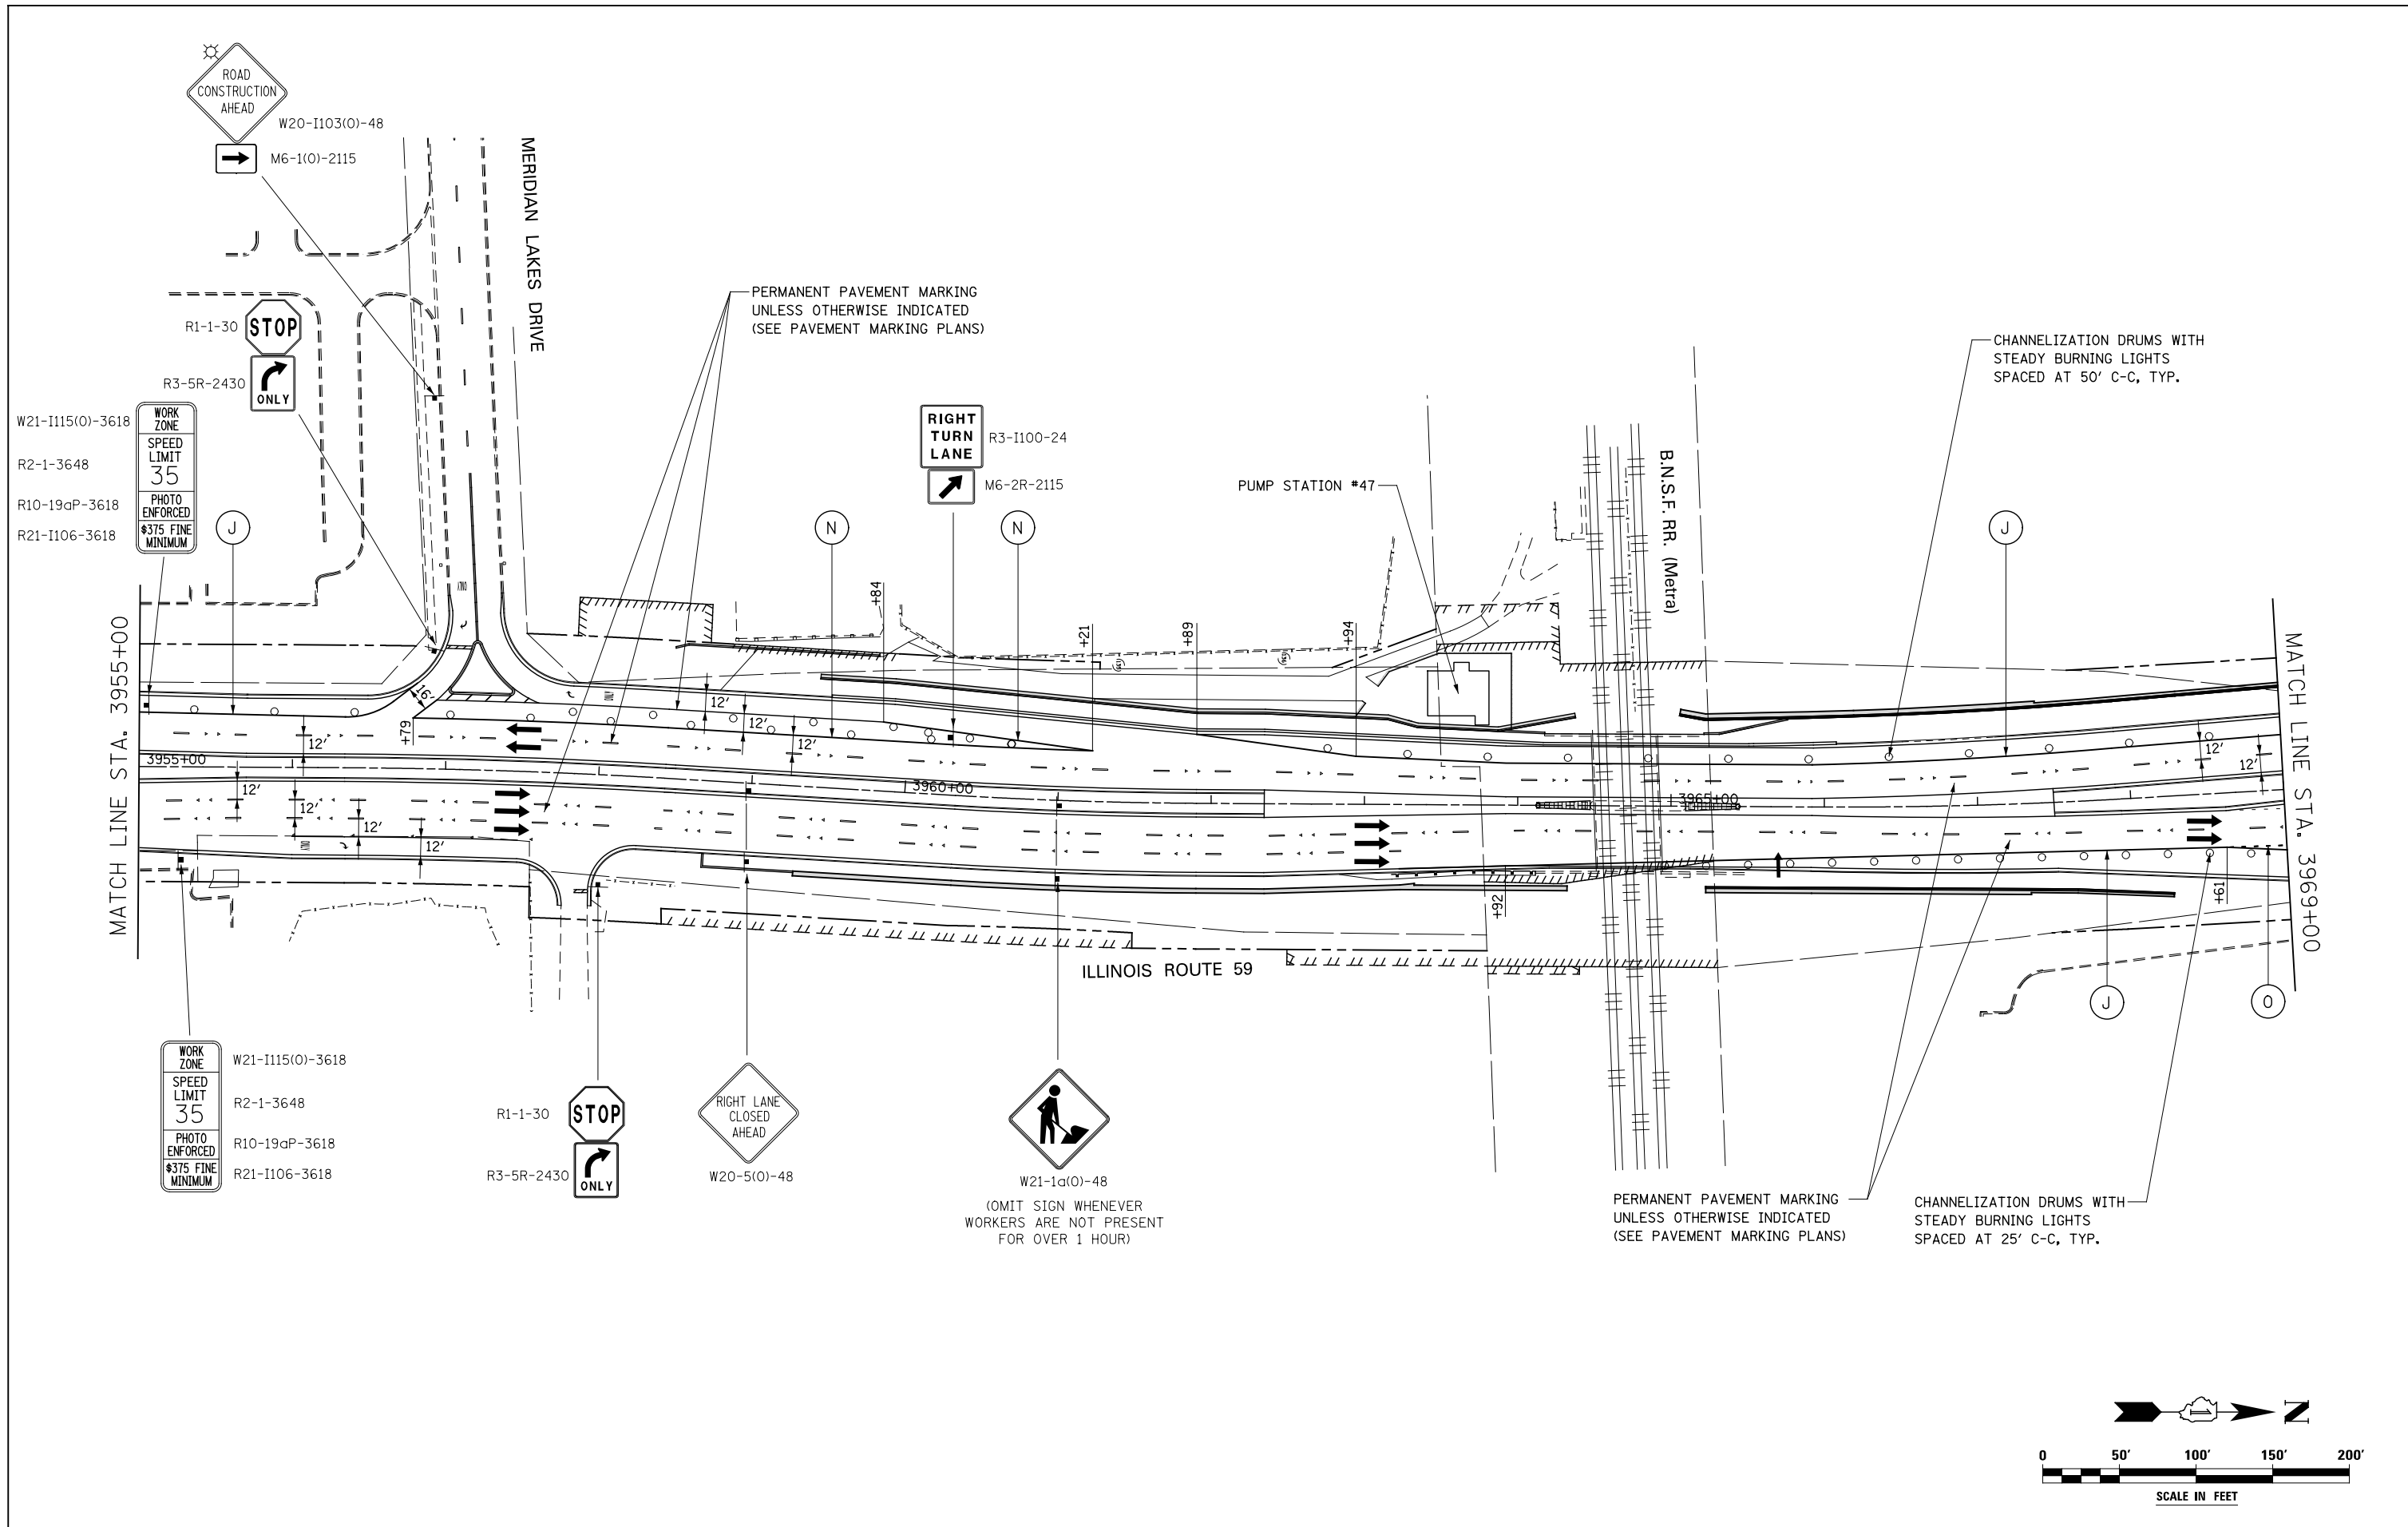 ROAD
CONSTRUCTION
AHEAD
W20-I103(O)-48
M6-1(O)-2115
MERIDIAN LAKES DRIVE
R1-1-30
STOP
R3-5R-2430
ONLY
W21-I115(O)-3618
R2-1-3648
R10-19aP-3618
R21-I106-3618
WORK
ZONE
SPEED
LIMIT
35
PHOTO
ENFORCED
$375 FINE
MINIMUM
J
PERMANENT PAVEMENT MARKING
UNLESS OTHERWISE INDICATED
(SEE PAVEMENT MARKING PLANS)
RIGHT
TURN
LANE
R3-I100-24
M6-2R-2115
N
N
PUMP STATION #47
B.N.S.F. RR. (Metra)
CHANNELIZATION DRUMS WITH
STEADY BURNING LIGHTS
SPACED AT 50' C-C, TYP.
J
MATCH LINE STA. 3955+00
MATCH LINE STA. 3969+00
ONLY
ONLY
ONLY
+84
+21
+89
+94
16'
+79
12'
12'
12'
12'
12'
12'
12'
12'
12'
12'
3955+00
3960+00
3965+00
+92
+61
ILLINOIS ROUTE 59
J
O
WORK
ZONE
SPEED
LIMIT
35
PHOTO
ENFORCED
$375 FINE
MINIMUM
W21-I115(O)-3618
R2-1-3648
R10-19aP-3618
R21-I106-3618
R1-1-30
STOP
R3-5R-2430
ONLY
RIGHT LANE
CLOSED
AHEAD
W20-5(O)-48
W21-1a(O)-48
(OMIT SIGN WHENEVER
WORKERS ARE NOT PRESENT
FOR OVER 1 HOUR)
PERMANENT PAVEMENT MARKING
UNLESS OTHERWISE INDICATED
(SEE PAVEMENT MARKING PLANS)
CHANNELIZATION DRUMS WITH
STEADY BURNING LIGHTS
SPACED AT 25' C-C, TYP.
N
0 50' 100' 150' 200'
SCALE IN FEET